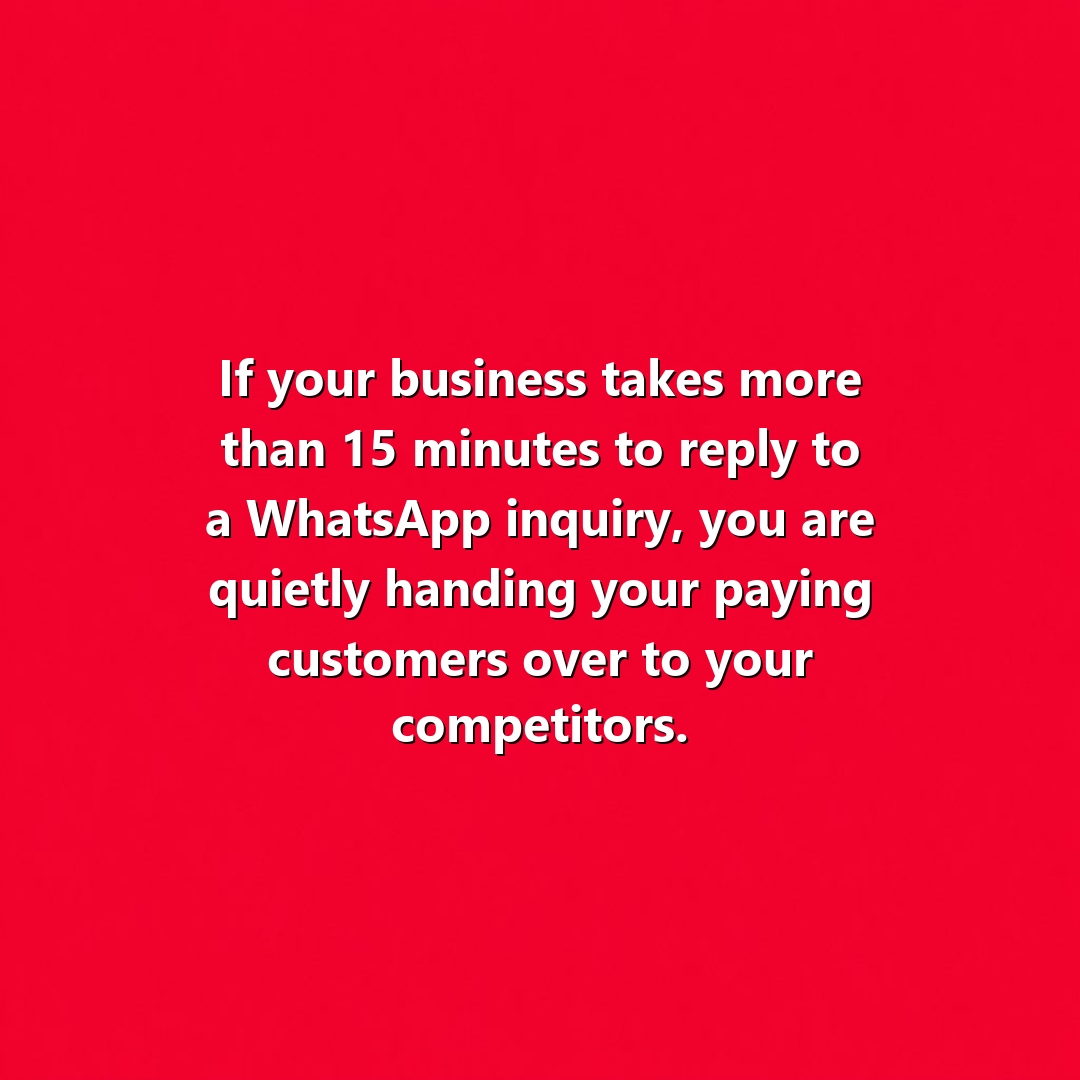 If your business takes more
than 15 minutes to reply to
a WhatsApp inquiry, you are
quietly handing your paying
customers over to your
competitors.